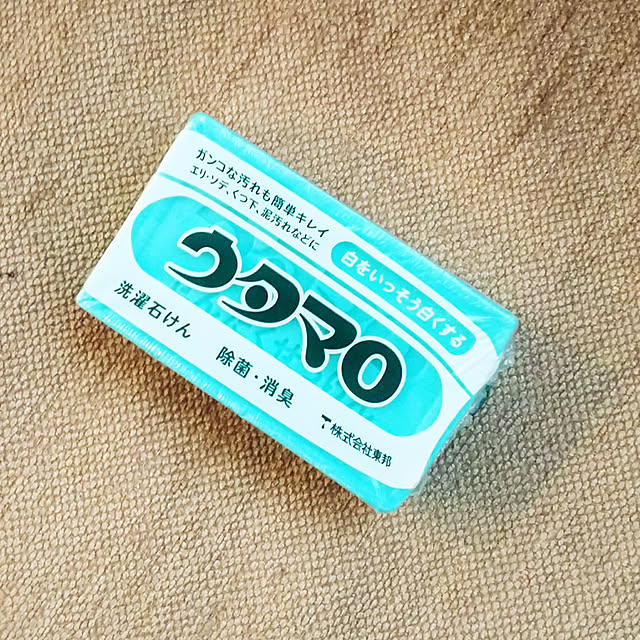 ガンコな汚れも簡単キレイ
エリ・ソデ、くつ下、泥汚れなどに
白をいっそう白くする
ウタマロ
洗濯石けん
除菌・消臭
株式会社東邦